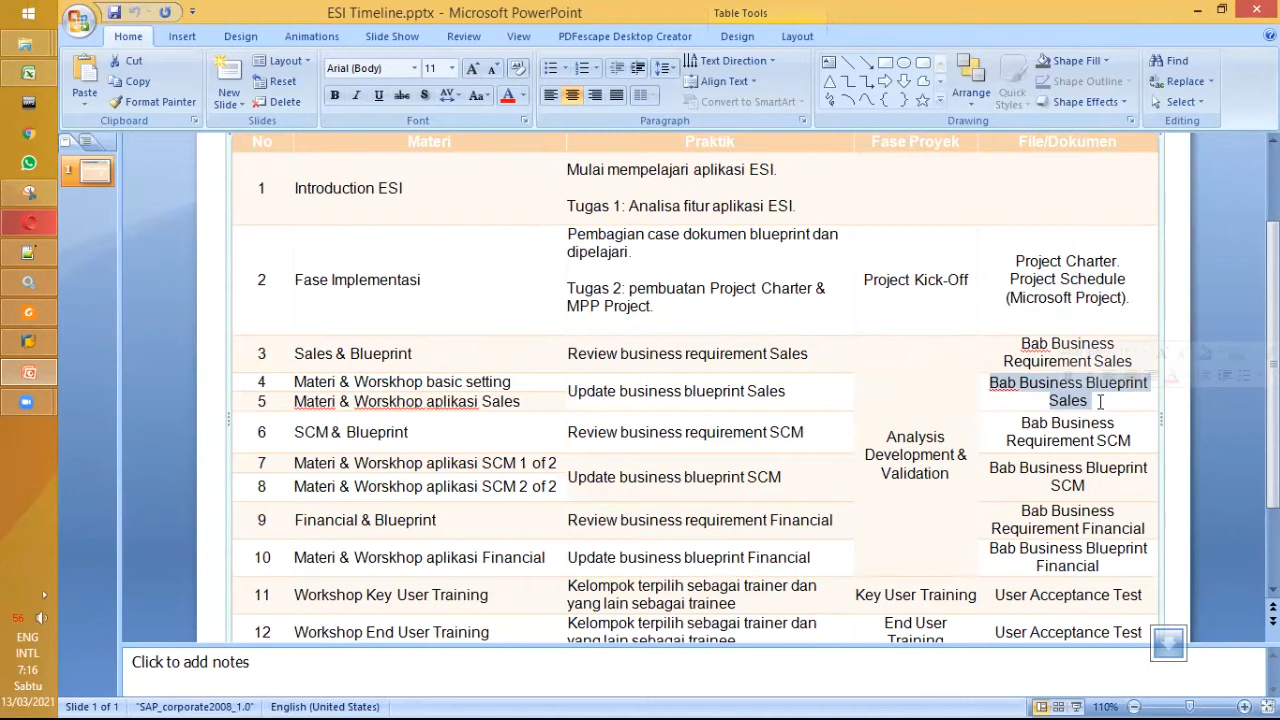 ESI Timeline.pptx - Microsoft PowerPoint
Table Tools
Home Insert Design Animations Slide Show Review View PDFescape Desktop Creator Design Layout
Paste
Cut
Copy
Format Painter
Clipboard
New
Slide
Layout
Reset
Delete
Slides
Arial (Body) 11
B I U abc S AV Aa A
Font
Text Direction
Align Text
Convert to SmartArt
Paragraph
Arrange
Quick
Styles
Shape Fill
Shape Outline
Shape Effects
Drawing
Find
Replace
Select
Editing
1
No Materi Praktik Fase Proyek File/Dokumen
1 Introduction ESI
Mulai mempelajari aplikasi ESI.
Tugas 1: Analisa fitur aplikasi ESI.
2 Fase Implementasi
Pembagian case dokumen blueprint dan
dipelajari.
Tugas 2: pembuatan Project Charter &
MPP Project.
Project Kick-Off
Project Charter.
Project Schedule
(Microsoft Project).
3 Sales & Blueprint Review business requirement Sales
Bab Business
Requirement Sales
4 Materi & Worskhop basic setting
5 Materi & Worskhop aplikasi Sales
Update business blueprint Sales
Bab Business Blueprint
Sales
6 SCM & Blueprint Review business requirement SCM
Bab Business
Requirement SCM
Analysis
Development &
Validation
7 Materi & Worskhop aplikasi SCM 1 of 2
8 Materi & Worskhop aplikasi SCM 2 of 2
Update business blueprint SCM
Bab Business Blueprint
SCM
9 Financial & Blueprint Review business requirement Financial
Bab Business
Requirement Financial
10 Materi & Worskhop aplikasi Financial Update business blueprint Financial
Bab Business Blueprint
Financial
11 Workshop Key User Training
Kelompok terpilih sebagai trainer dan
yang lain sebagai trainee
Key User Training User Acceptance Test
12 Workshop End User Training
Kelompok terpilih sebagai trainer dan
yang lain sebagai trainee
End User
Training
User Acceptance Test
Click to add notes
Slide 1 of 1 "SAP_corporate2008_1.0" English (United States) 110%
56
ENG
INTL
7:16
Sabtu
13/03/2021